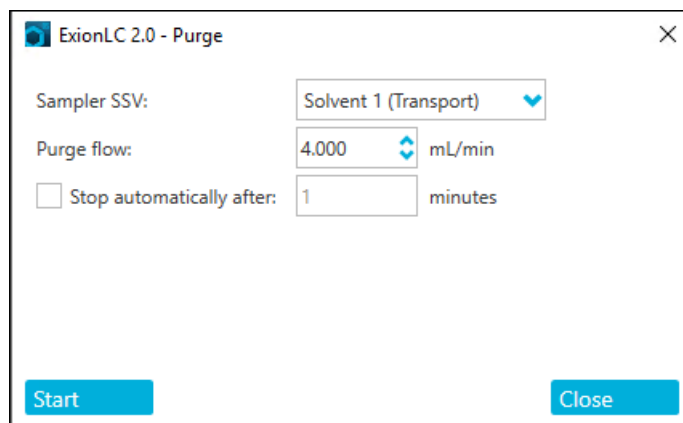 ExionLC 2.0 - Purge
Sampler SSV: Solvent 1 (Transport)
Purge flow: 4.000 mL/min
Stop automatically after: 1 minutes
Start Close